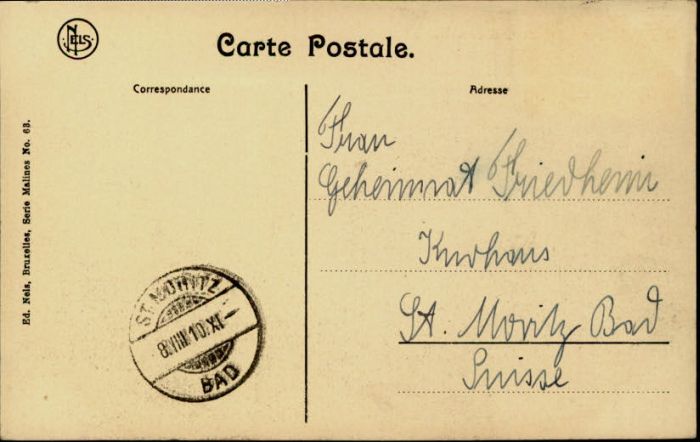 NELS
Carte Postale.
Correspondance
Adresse
Ed. Nels, Bruxelles, Serie Malines No. 63.
Frau
Geheimrat Friedheim
Kurhaus
St. Moritz Bad
Suisse
ST. MORITZ
8.VIII.10.XI-
BAD